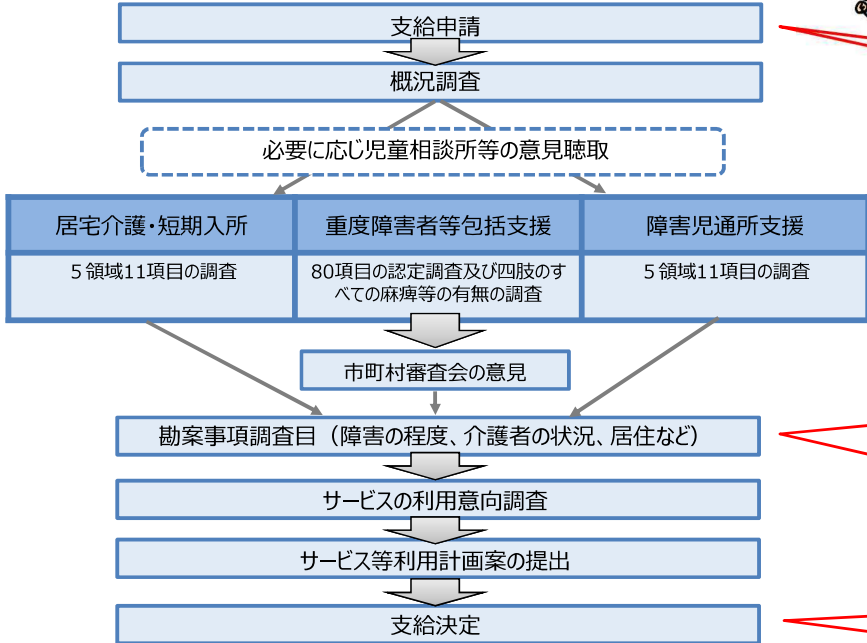 支給申請
概況調査
必要に応じ児童相談所等の意見聴取
居宅介護・短期入所
重度障害者等包括支援
障害児通所支援
５領域11項目の調査
80項目の認定調査及び四肢のす
べての麻痺等の有無の調査
５領域11項目の調査
市町村審査会の意見
勘案事項調査目（障害の程度、介護者の状況、居住など）
サービスの利用意向調査
サービス等利用計画案の提出
支給決定